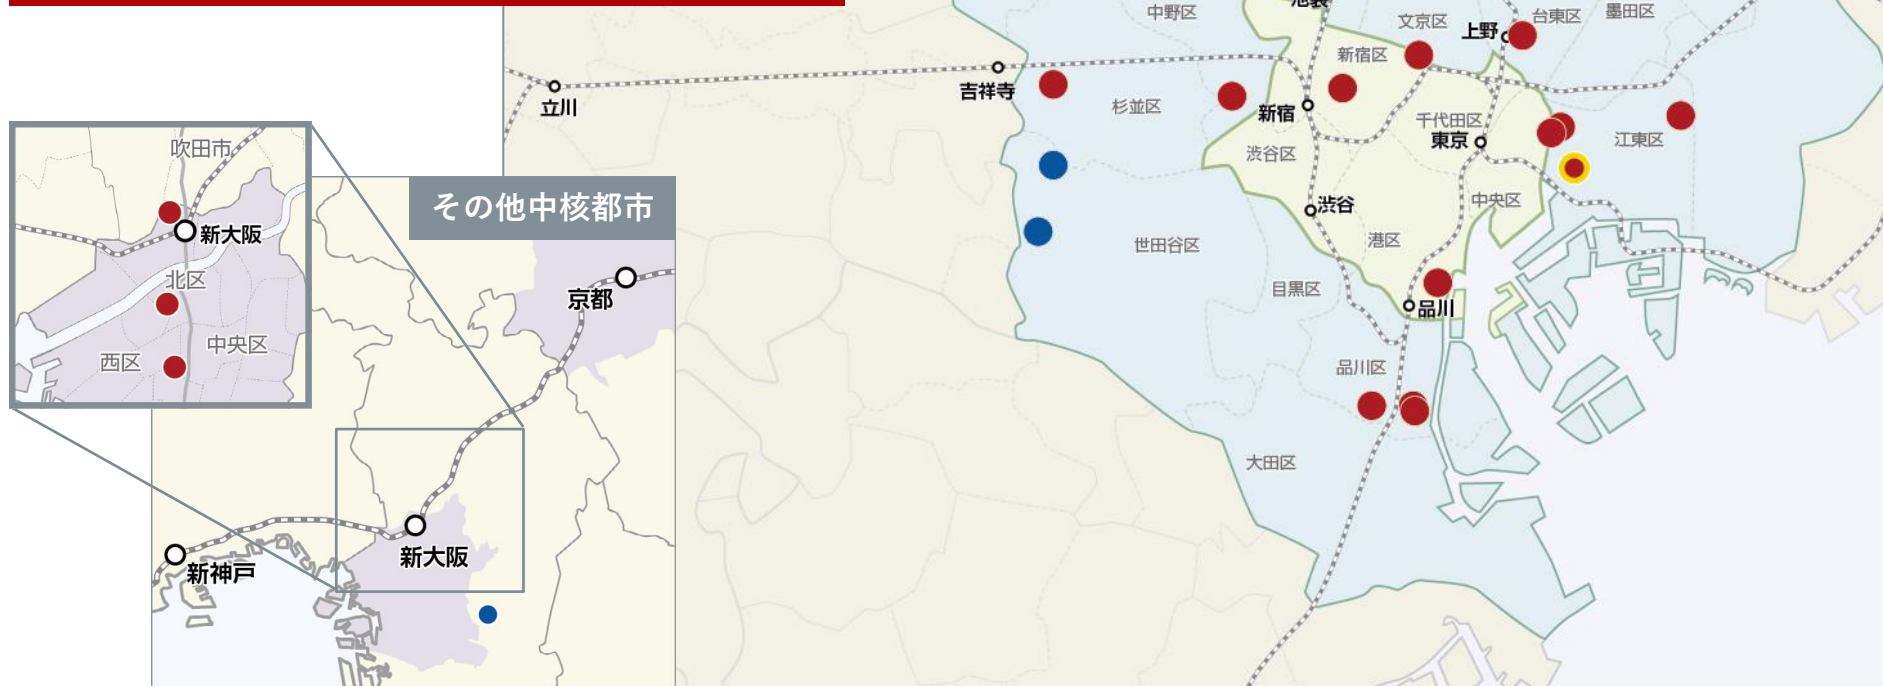 池袋
中野区
文京区
台東区
墨田区
上野
新宿区
吉祥寺
立川
杉並区
新宿
千代田区
東京
江東区
渋谷区
渋谷
中央区
世田谷区
港区
目黒区
品川
品川区
大田区
吹田市
新大阪
北区
中央区
西区
その他中核都市
京都
新大阪
新神戸